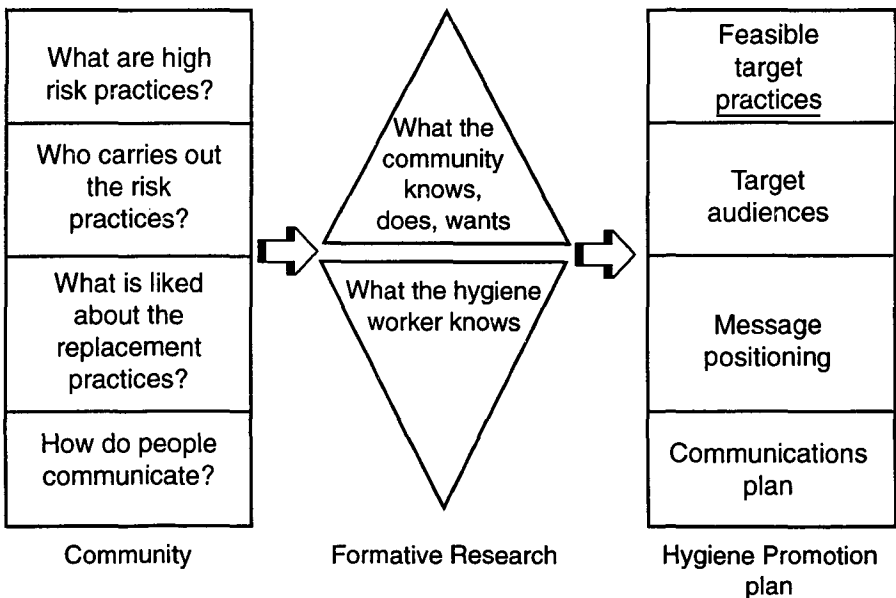 What are high
risk practices?
Who carries out
the risk
practices?
What is liked
about the
replacement
practices?
How do people
communicate?
Community
What the
community
knows,
does, wants
What the hygiene
worker knows
Formative Research
Feasible
target
practices
Target
audiences
Message
positioning
Communications
plan
Hygiene Promotion
plan